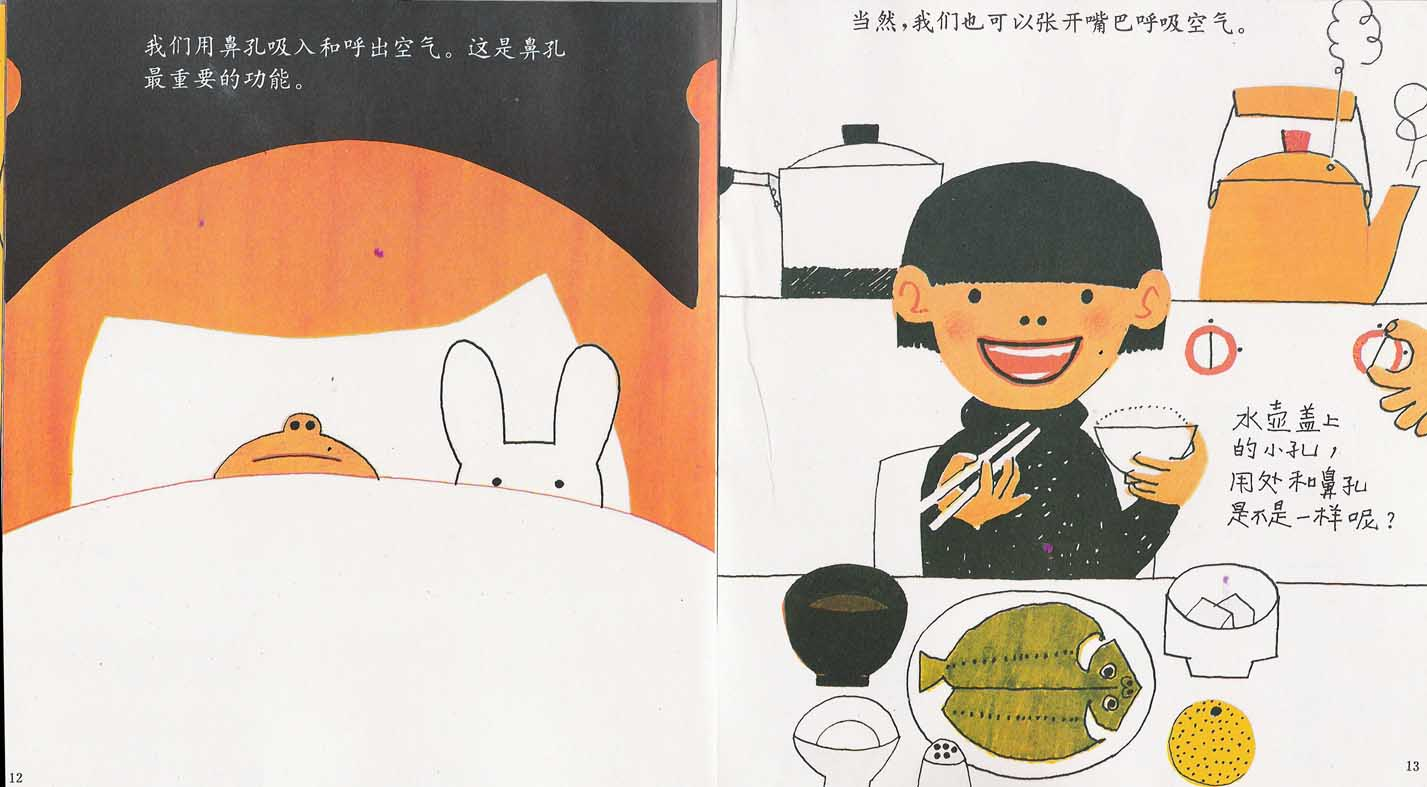 我们用鼻孔吸入和呼出空气。这是鼻孔
最重要的功能。
12
当然,我们也可以张开嘴巴呼吸空气。
水壶盖上
的小孔，
用处和鼻孔
是不是一样呢？
13